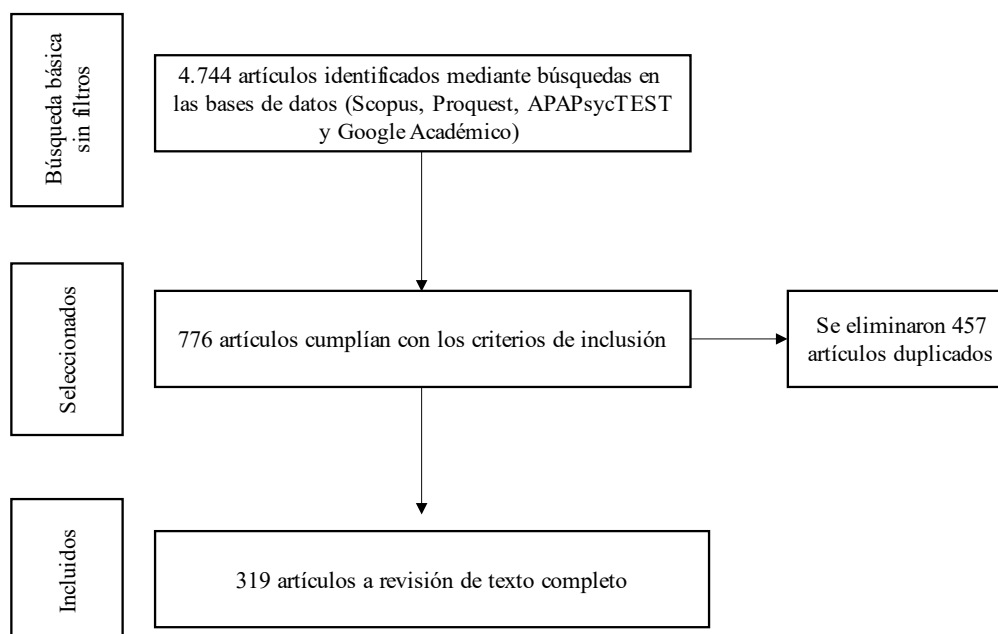 Búsqueda básica
sin filtros
4.744 artículos identificados mediante búsquedas en
las bases de datos (Scopus, Proquest, APAPsycTEST
y Google Académico)
Seleccionados
776 artículos cumplían con los criterios de inclusión
Se eliminaron 457
artículos duplicados
Incluidos
319 artículos a revisión de texto completo